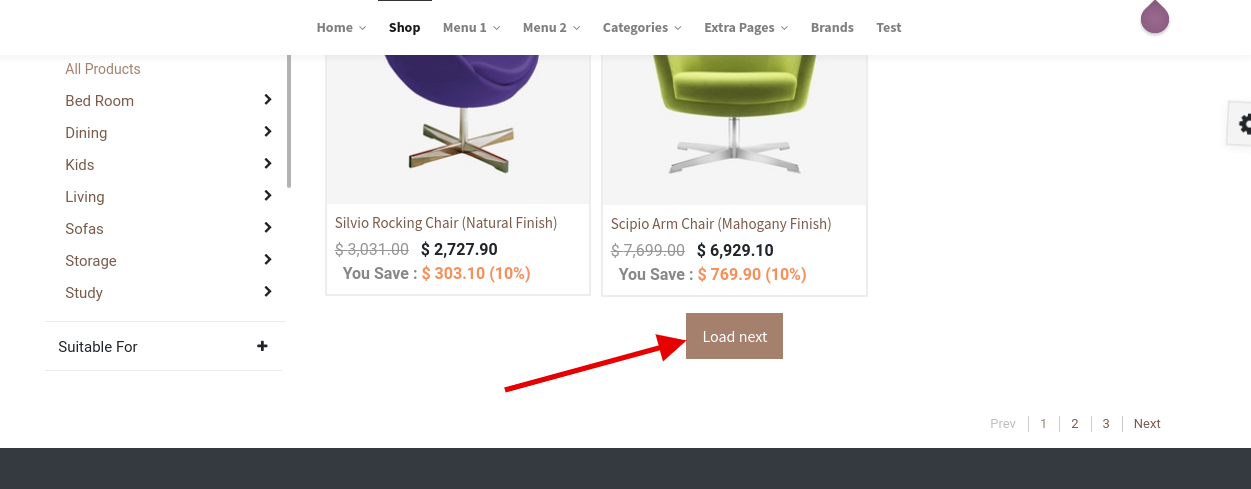 Home Shop Menu 1 Menu 2 Categories Extra Pages Brands Test
All Products
Bed Room
Dining
Kids
Living
Sofas
Storage
Study
Suitable For
Silvio Rocking Chair (Natural Finish)
$ 3,031.00 $ 2,727.90
You Save : $ 303.10 (10%)
Scipio Arm Chair (Mahogany Finish)
$ 7,699.00 $ 6,929.10
You Save : $ 769.90 (10%)
Load next
Prev 1 2 3 Next